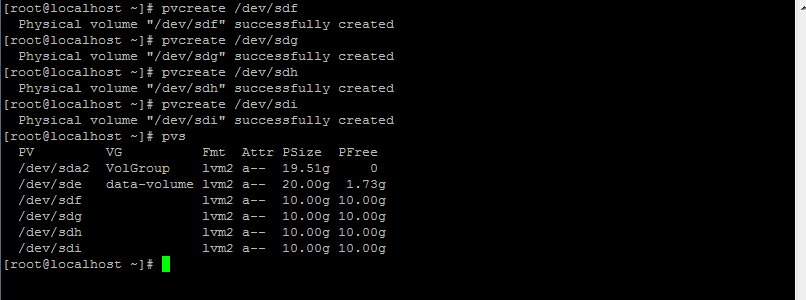 [root@localhost ~]# pvcreate /dev/sdf
  Physical volume "/dev/sdf" successfully created
[root@localhost ~]# pvcreate /dev/sdg
  Physical volume "/dev/sdg" successfully created
[root@localhost ~]# pvcreate /dev/sdh
  Physical volume "/dev/sdh" successfully created
[root@localhost ~]# pvcreate /dev/sdi
  Physical volume "/dev/sdi" successfully created
[root@localhost ~]# pvs
  PV         VG          Fmt  Attr PSize  PFree
  /dev/sda2  VolGroup    lvm2 a--  19.51g     0
  /dev/sde   data-volume lvm2 a--  20.00g  1.73g
  /dev/sdf               lvm2 a--  10.00g 10.00g
  /dev/sdg               lvm2 a--  10.00g 10.00g
  /dev/sdh               lvm2 a--  10.00g 10.00g
  /dev/sdi               lvm2 a--  10.00g 10.00g
[root@localhost ~]#